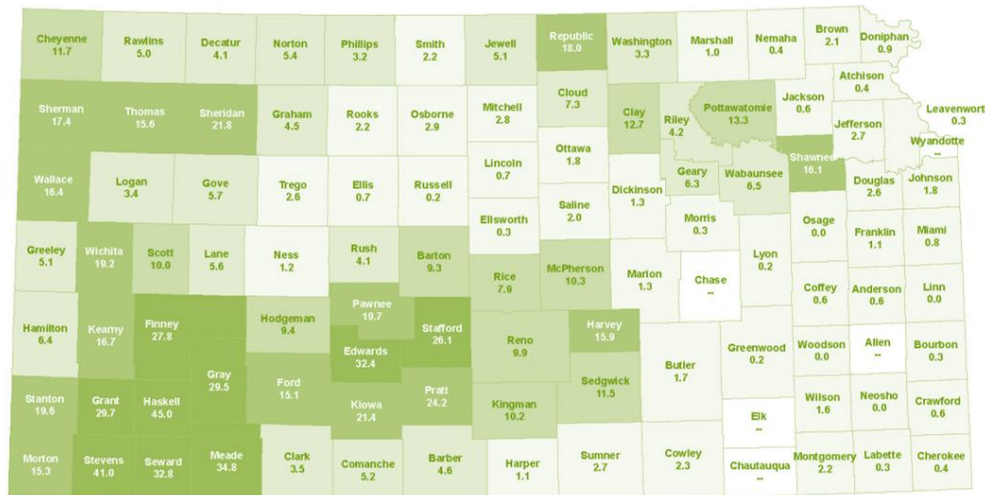 Cheyenne
11.7
Rawlins
5.0
Decatur
4.1
Norton
5.4
Phillips
3.2
Smith
2.2
Jewell
5.1
Republic
18.0
Washington
3.3
Marshall
1.0
Nemaha
0.4
Brown
2.1
Doniphan
0.9
Atchison
0.4
Sherman
17.4
Thomas
15.6
Sheridan
21.8
Graham
4.5
Rooks
2.2
Osborne
2.9
Mitchell
2.8
Cloud
7.3
Clay
12.7
Riley
4.2
Pottawatomie
13.3
Jackson
0.6
Jefferson
2.7
Leavenwort
0.3
Wyandotte
--
Wallace
16.4
Logan
3.4
Gove
5.7
Trego
2.6
Ellis
0.7
Russell
0.2
Lincoln
0.7
Ottawa
1.8
Saline
2.0
Dickinson
1.3
Geary
6.3
Wabaunsee
6.5
Shawnee
16.1
Douglas
2.6
Johnson
1.8
Ellsworth
0.3
Morris
0.3
Osage
0.0
Franklin
1.1
Miami
0.8
Greeley
5.1
Wichita
19.2
Scott
10.0
Lane
5.6
Ness
1.2
Rush
4.1
Barton
9.3
Rice
7.9
McPherson
10.3
Marion
1.3
Chase
--
Lyon
0.2
Coffey
0.6
Anderson
0.6
Linn
0.0
Hamilton
6.4
Kearny
16.7
Finney
27.8
Hodgeman
9.4
Pawnee
19.7
Stafford
26.1
Edwards
32.4
Reno
9.9
Harvey
15.9
Butler
1.7
Greenwood
0.2
Woodson
0.0
Allen
--
Bourbon
0.3
Gray
29.5
Ford
15.1
Kiowa
21.4
Pratt
24.2
Kingman
10.2
Sedgwick
11.5
Elk
--
Wilson
1.6
Neosho
0.0
Crawford
0.6
Stanton
19.6
Grant
29.7
Haskell
45.0
Morton
15.3
Stevens
41.0
Seward
32.8
Meade
34.8
Clark
3.5
Comanche
5.2
Barber
4.6
Harper
1.1
Sumner
2.7
Cowley
2.3
Chautauqua
--
Montgomery
2.2
Labette
0.3
Cherokee
0.4